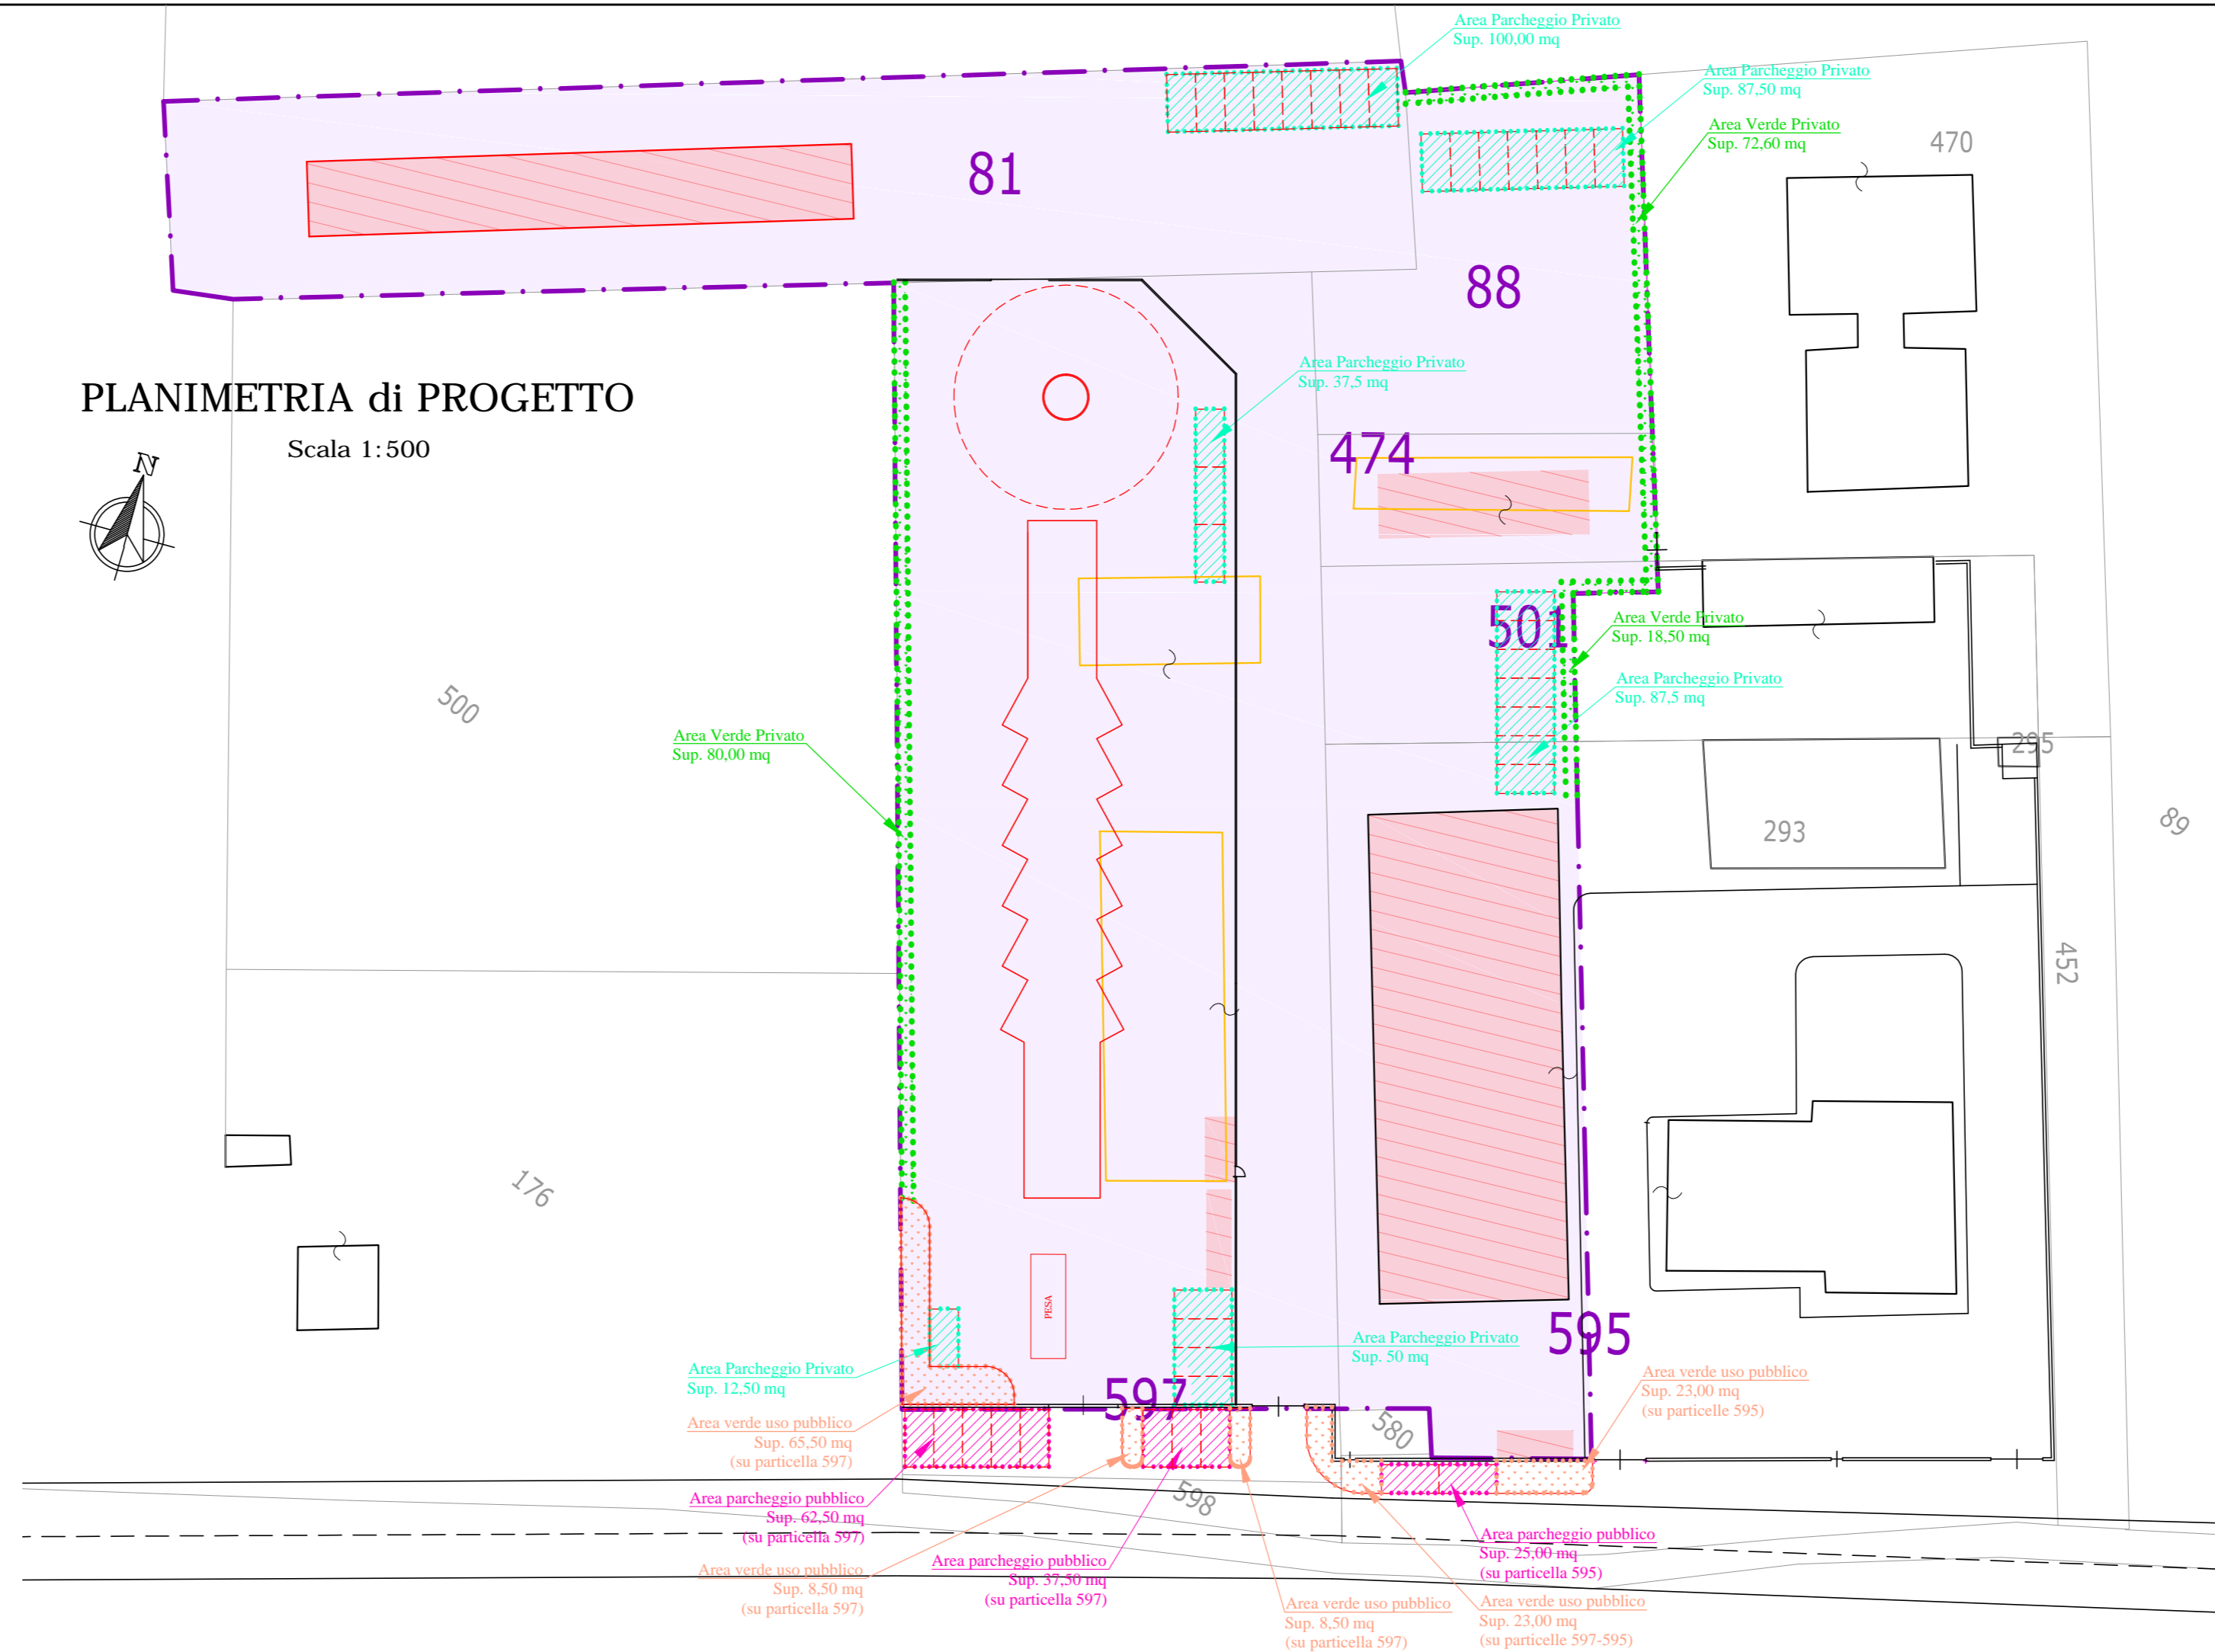 Area Parcheggio Privato
Sup. 100,00 mq
Area Parcheggio Privato
Sup. 87,50 mq
Area Verde Privato
Sup. 72,60 mq
470
81
88
PLANIMETRIA di PROGETTO
Scala 1:500
N
Area Parcheggio Privato
Sup. 37,5 mq
474
501
Area Verde Privato
Sup. 18,50 mq
Area Parcheggio Privato
Sup. 87,5 mq
500
Area Verde Privato
Sup. 80,00 mq
295
293
89
452
176
PESA
595
Area Parcheggio Privato
Sup. 50 mq
Area Parcheggio Privato
Sup. 12,50 mq
597
580
Area verde uso pubblico
Sup. 23,00 mq
(su particelle 595)
Area verde uso pubblico
Sup. 65,50 mq
(su particella 597)
598
Area parcheggio pubblico
Sup. 62,50 mq
(su particella 597)
Area parcheggio pubblico
Sup. 25,00 mq
(su particella 595)
Area parcheggio pubblico
Sup. 37,50 mq
(su particella 597)
Area verde uso pubblico
Sup. 8,50 mq
(su particella 597)
Area verde uso pubblico
Sup. 8,50 mq
(su particella 597)
Area verde uso pubblico
Sup. 23,00 mq
(su particelle 597-595)